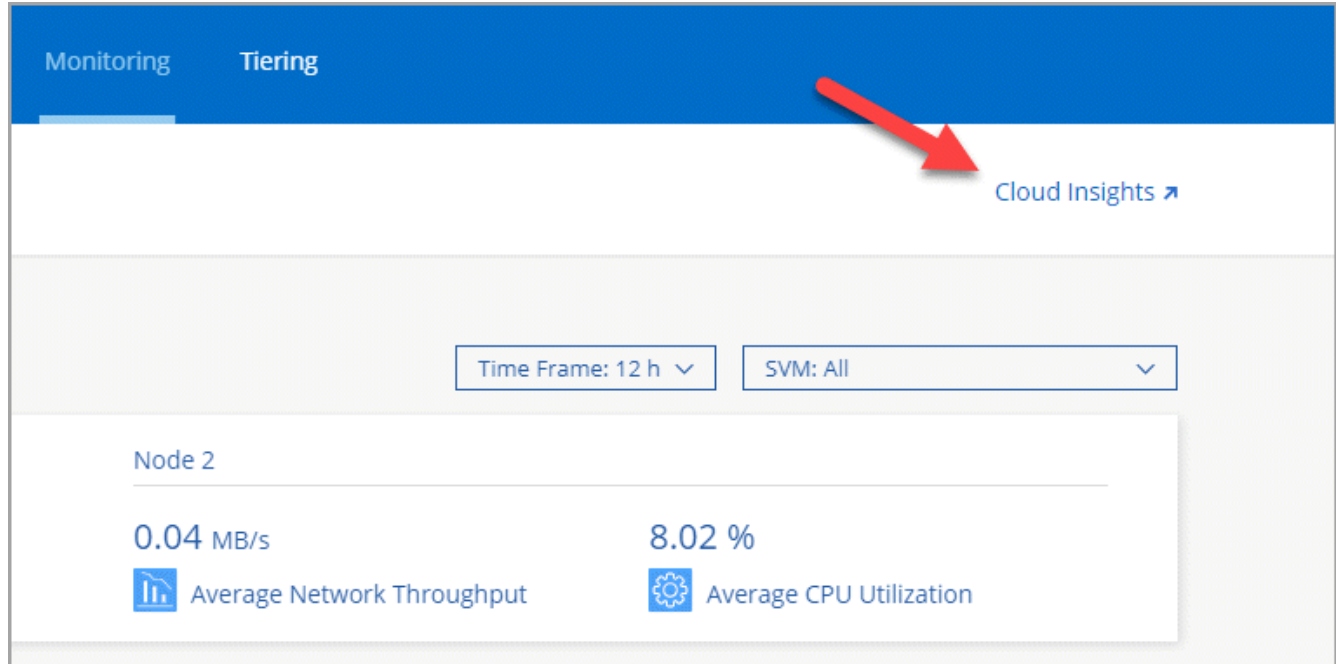 Monitoring Tiering
Cloud Insights
Time Frame: 12 h SVM: All
Node 2
0.04 MB/s 8.02 %
Average Network Throughput Average CPU Utilization